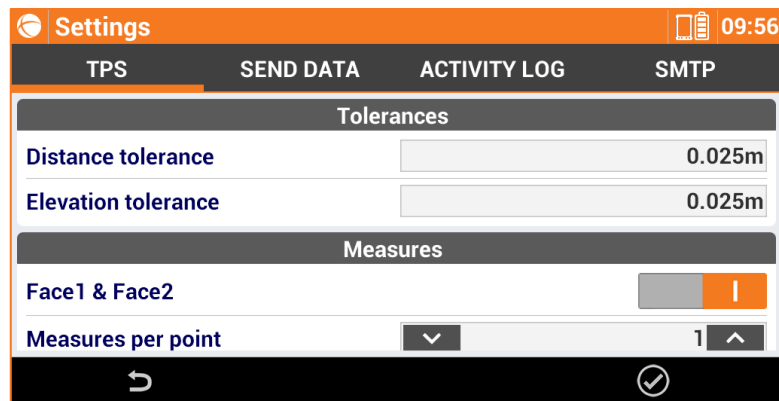 Settings 09:56
TPS SEND DATA ACTIVITY LOG SMTP
Tolerances
Distance tolerance 0.025m
Elevation tolerance 0.025m
Measures
Face1 & Face2
Measures per point 1